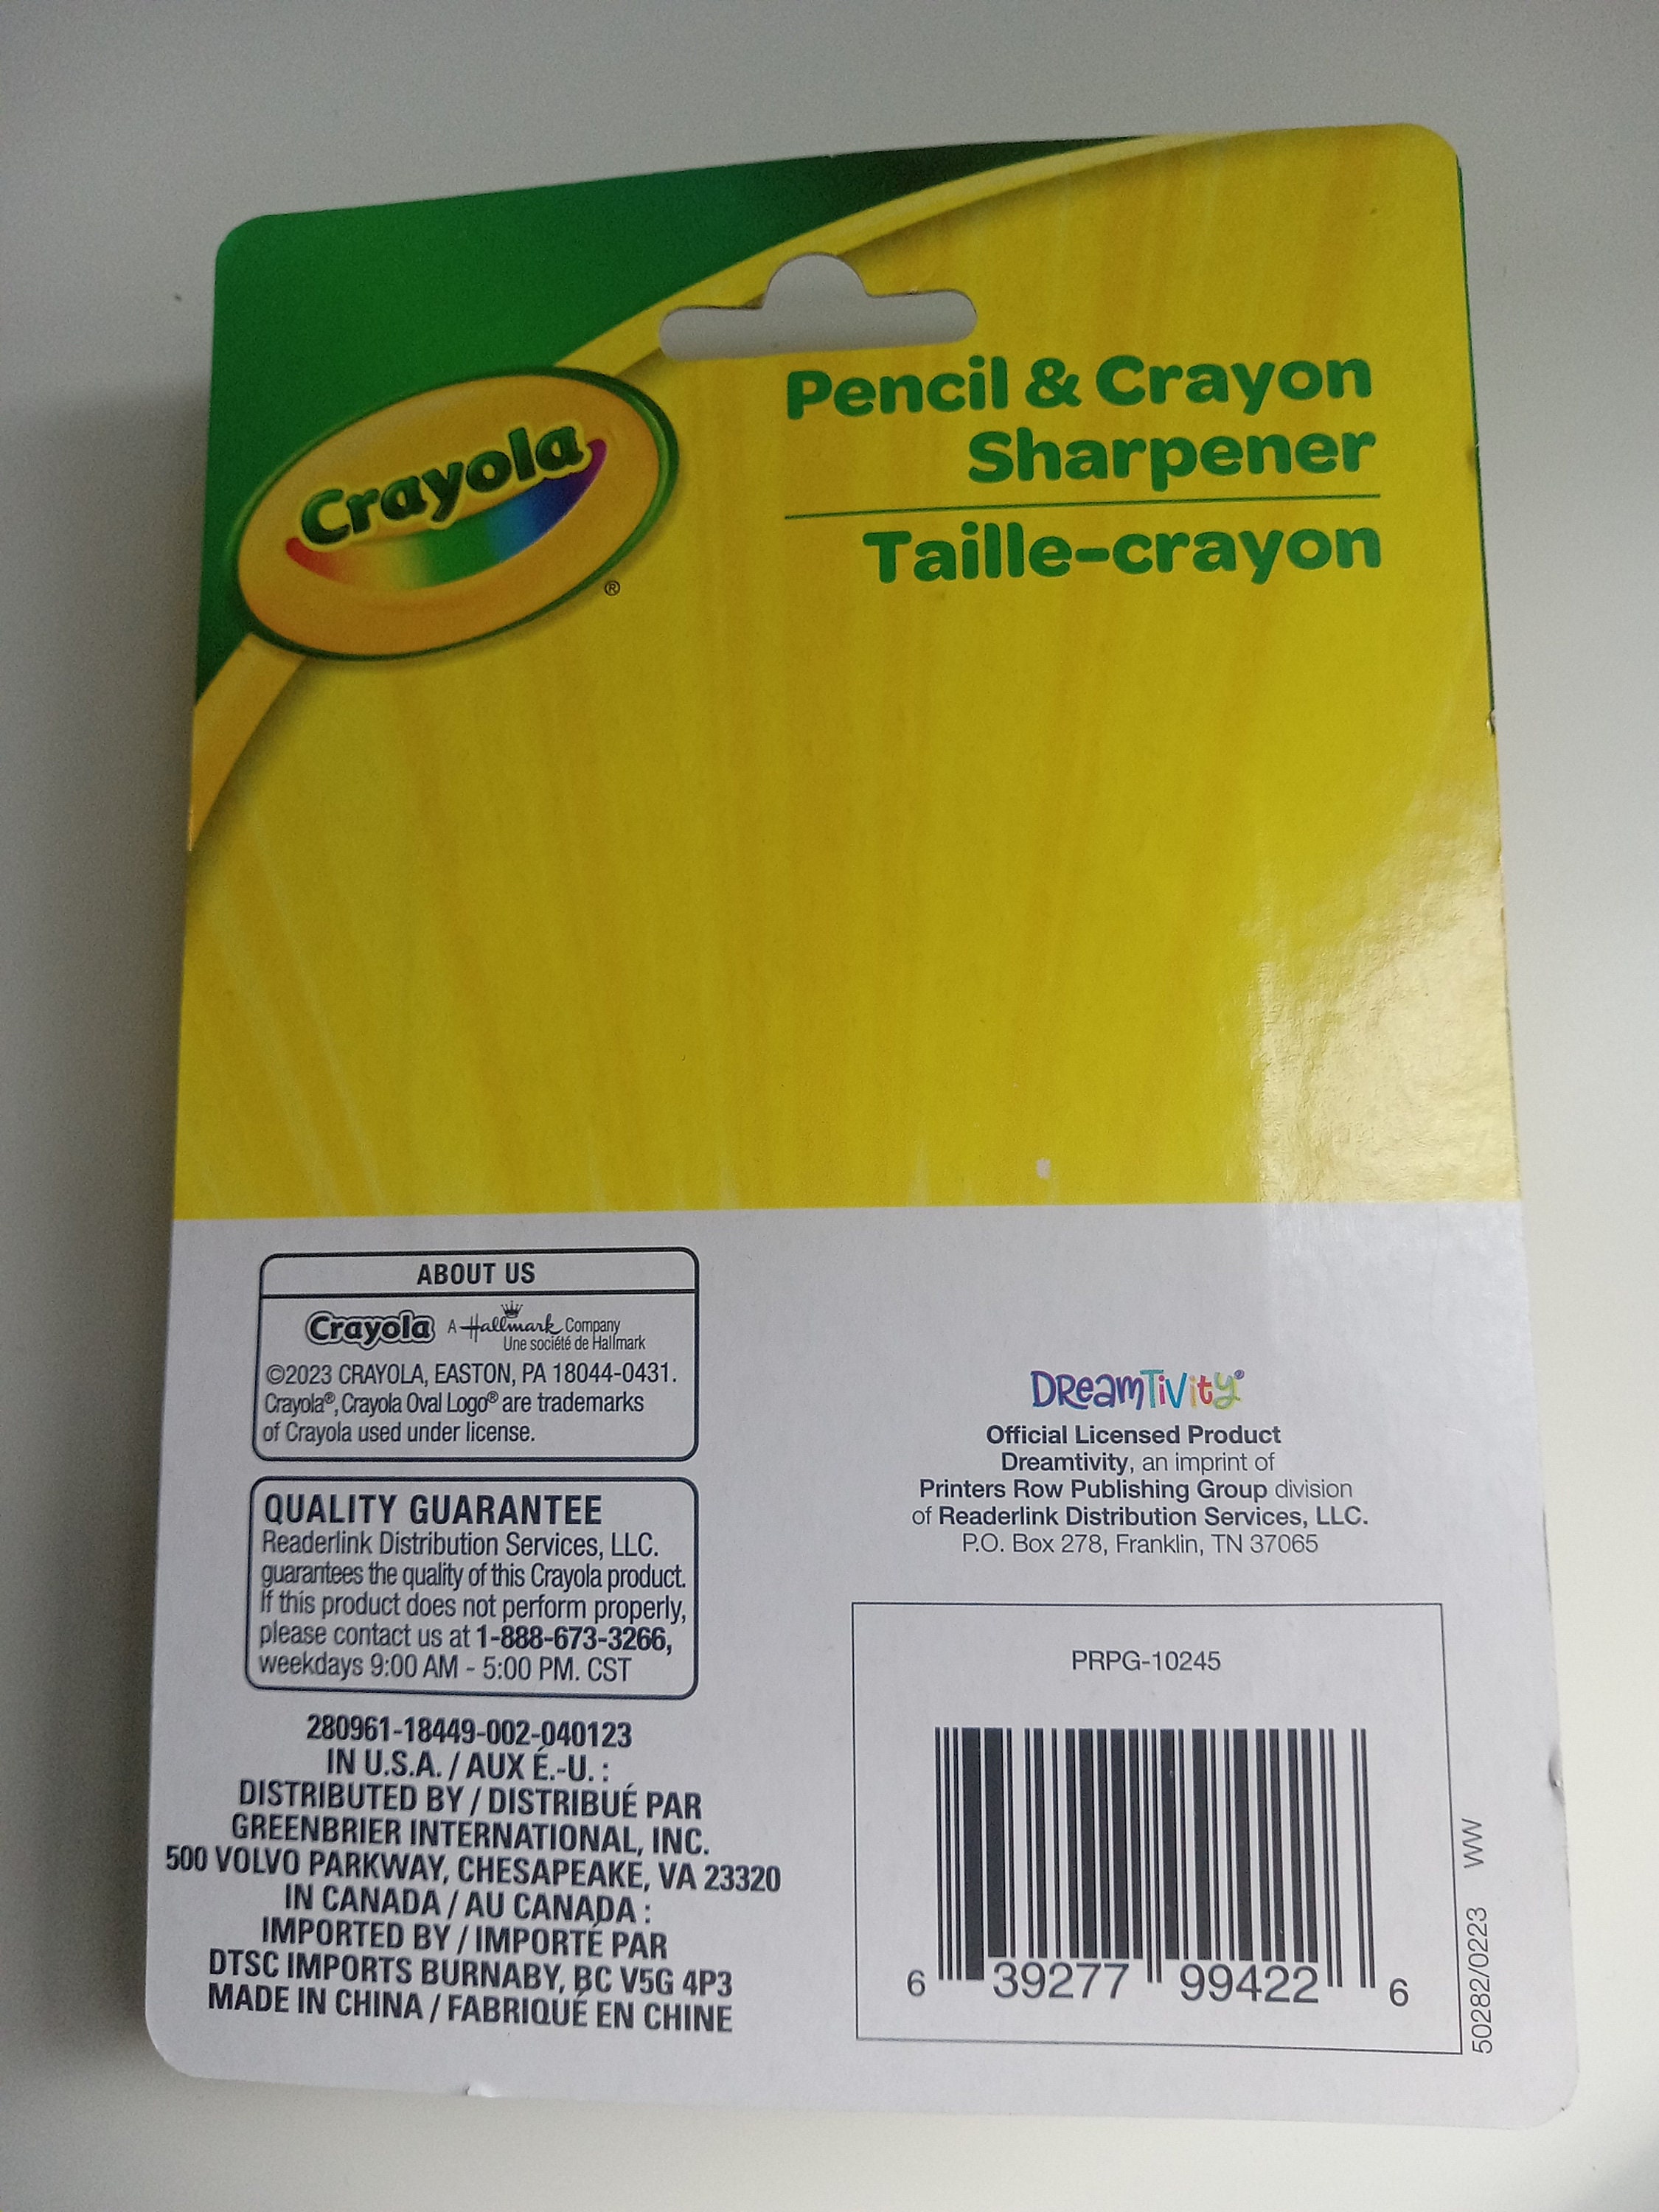 Crayola
®
Pencil & Crayon
Sharpener
Taille-crayon
ABOUT US
Crayola A Hallmark Company
Une société de Hallmark
©2023 CRAYOLA, EASTON, PA 18044-0431.
Crayola®, Crayola Oval Logo® are trademarks
of Crayola used under license.
QUALITY GUARANTEE
Readerlink Distribution Services, LLC.
guarantees the quality of this Crayola product.
If this product does not perform properly,
please contact us at 1-888-673-3266,
weekdays 9:00 AM - 5:00 PM. CST
280961-18449-002-040123
IN U.S.A. / AUX É.-U. :
DISTRIBUTED BY / DISTRIBUÉ PAR
GREENBRIER INTERNATIONAL, INC.
500 VOLVO PARKWAY, CHESAPEAKE, VA 23320
IN CANADA / AU CANADA :
IMPORTED BY / IMPORTÉ PAR
DTSC IMPORTS BURNABY, BC V5G 4P3
MADE IN CHINA / FABRIQUÉ EN CHINE
DReamTiVity®
Official Licensed Product
Dreamtivity, an imprint of
Printers Row Publishing Group division
of Readerlink Distribution Services, LLC.
P.O. Box 278, Franklin, TN 37065
PRPG-10245
6 39277 99422 6
50282/0223 WW